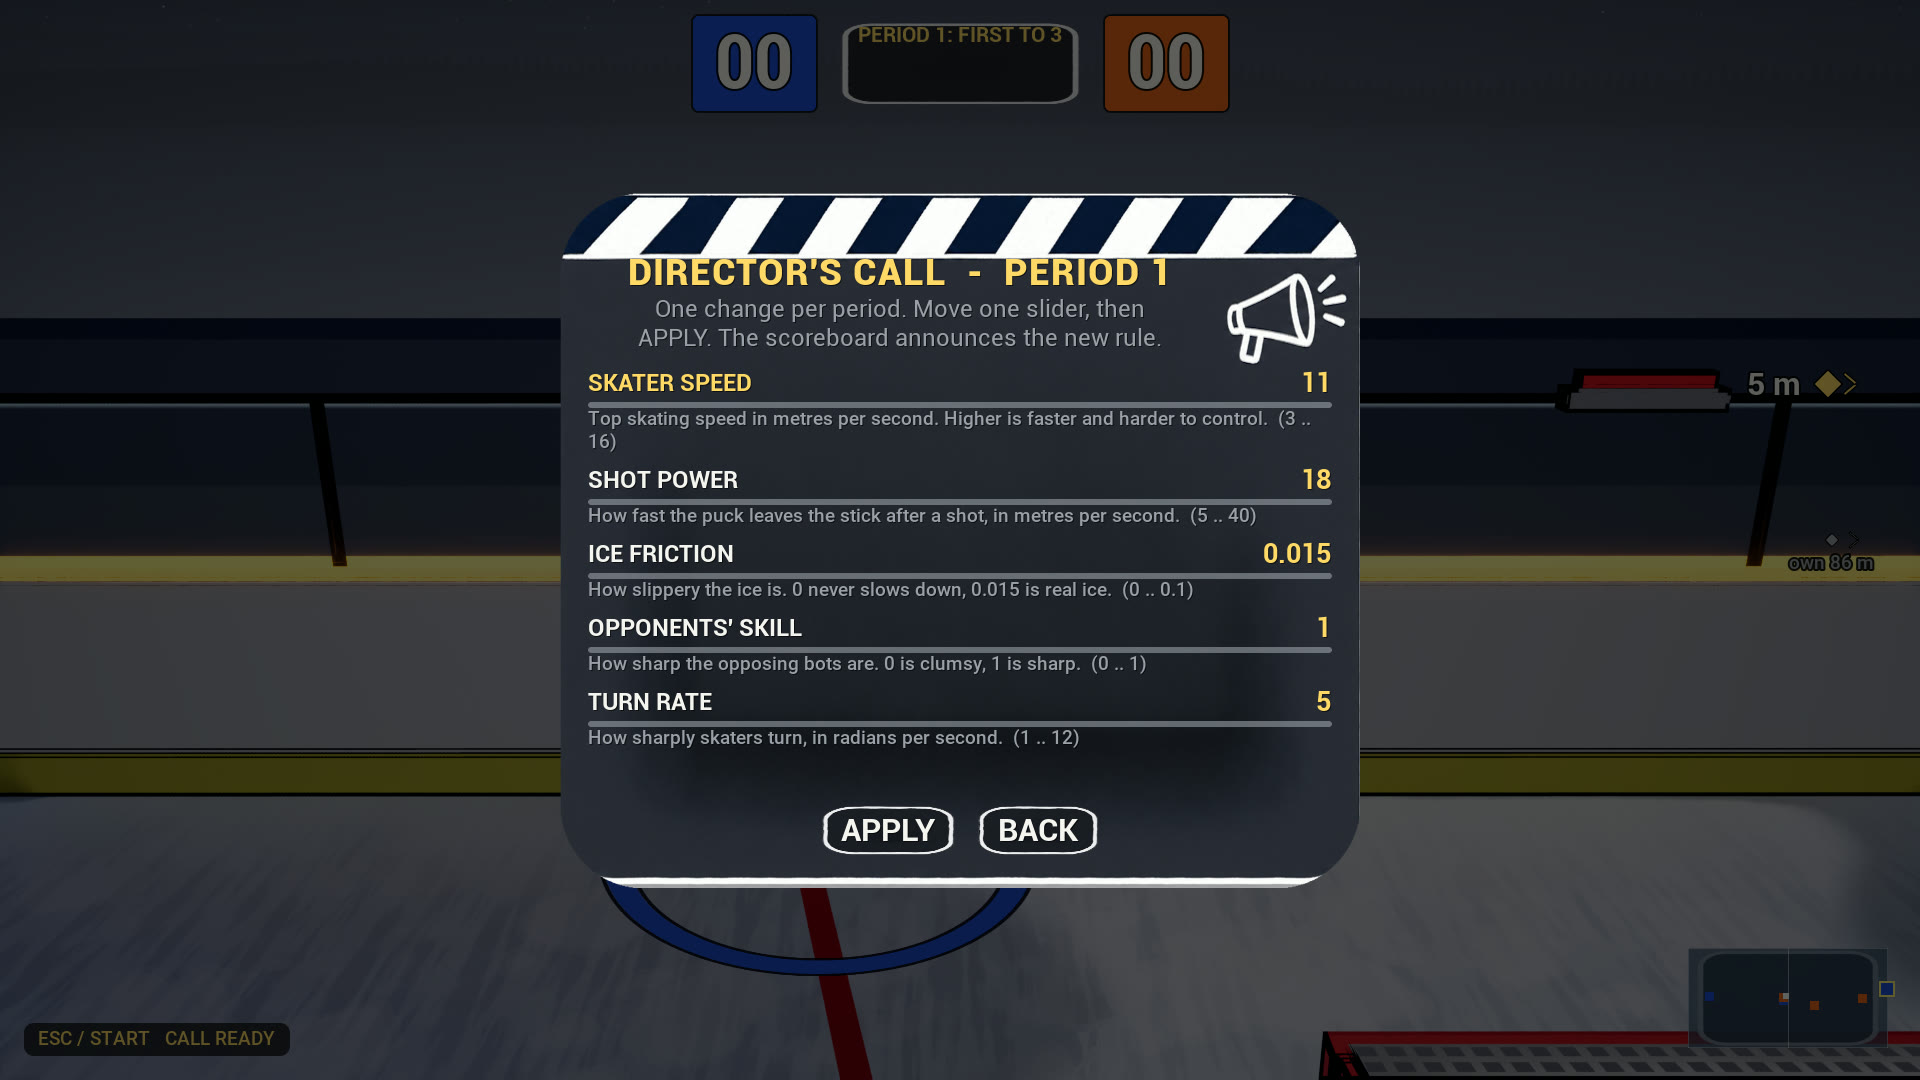 00
PERIOD 1: FIRST TO 3
00
DIRECTOR'S CALL - PERIOD 1
One change per period. Move one slider, then
APPLY. The scoreboard announces the new rule.
SKATER SPEED 11
Top skating speed in metres per second. Higher is faster and harder to control. (3 ..
16)
SHOT POWER 18
How fast the puck leaves the stick after a shot, in metres per second. (5 .. 40)
ICE FRICTION 0.015
How slippery the ice is. 0 never slows down, 0.015 is real ice. (0 .. 0.1)
OPPONENTS' SKILL 1
How sharp the opposing bots are. 0 is clumsy, 1 is sharp. (0 .. 1)
TURN RATE 5
How sharply skaters turn, in radians per second. (1 .. 12)
APPLY BACK
5 m
own 86 m
ESC / START CALL READY